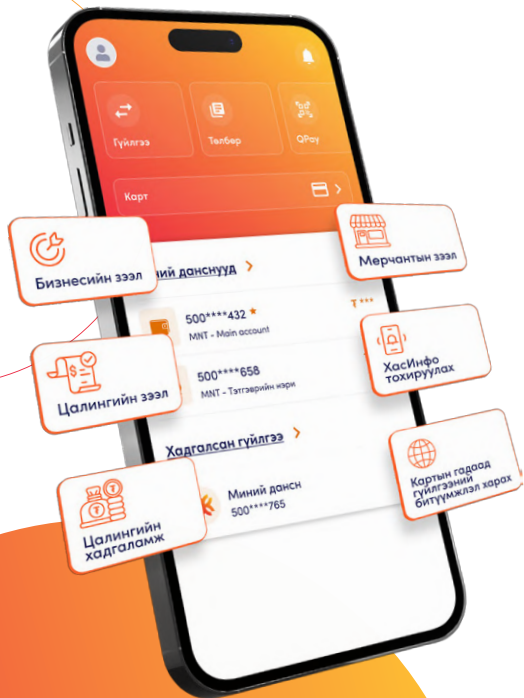 Гүйлгээ
Төлбөр
QPay
Карт
Бизнесийн зээл
Мерчантын зээл
ний данснууд >
500****432 ★
₮ ***
MNT - Main account
Цалингийн зээл
ХасИнфо
тохируулах
500****658
MNT - Тэтгэврийн нэри
Хадгалсан гүйлгээ >
Цалингийн
хадгаламж
Миний дансн
500****765
Картын гадаад
гүйлгээний
битүүмжлэл харах